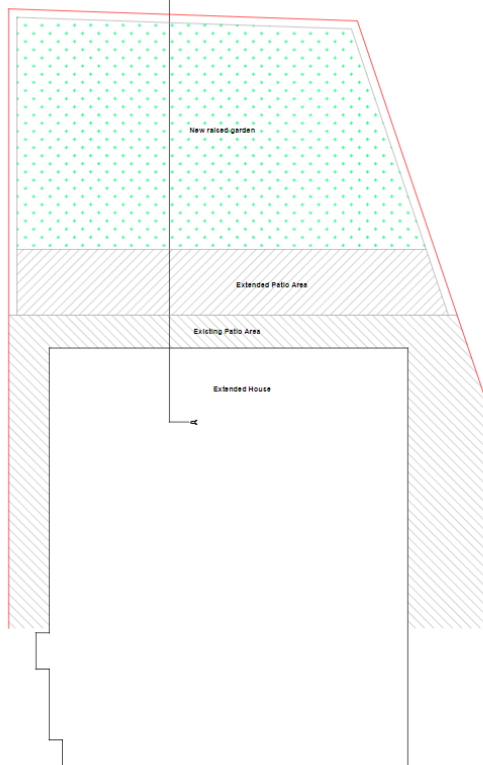 New raised garden
Extended Patio Area
Existing Patio Area
Extended House
A